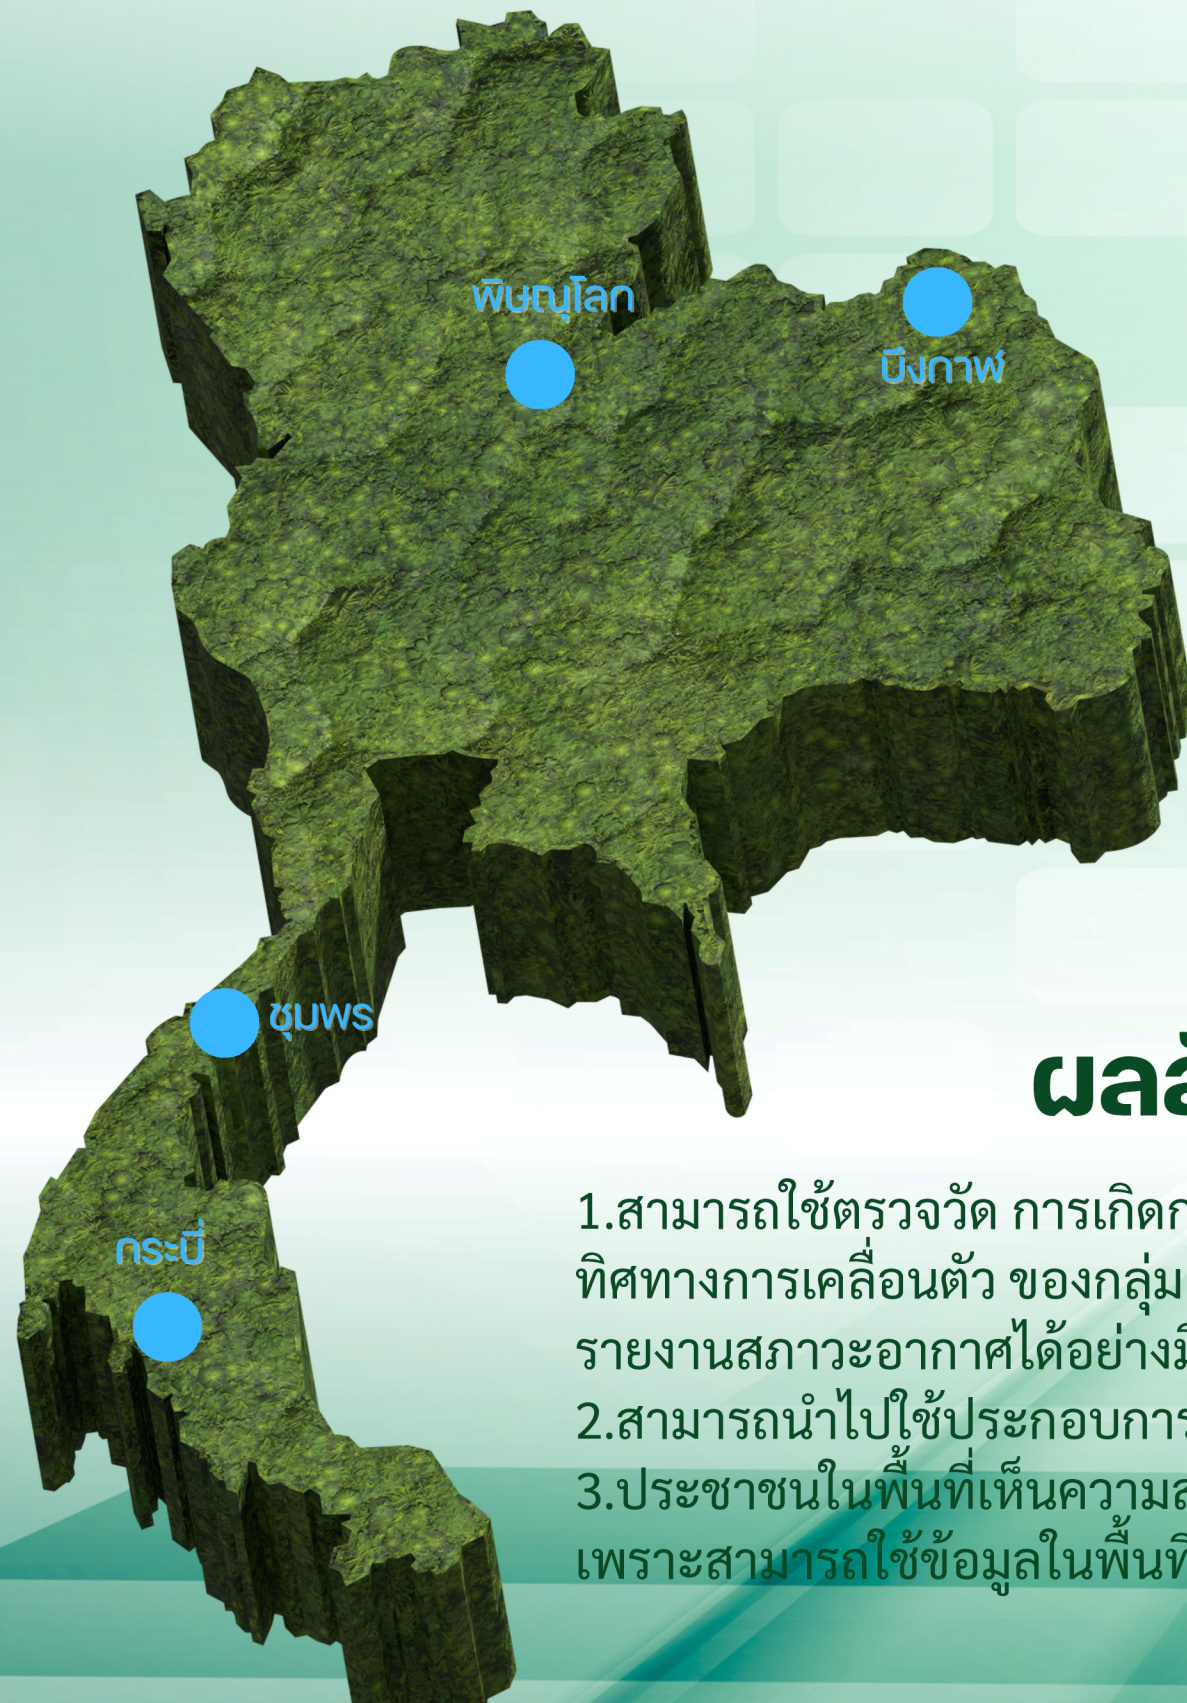 พิษณุโลก
บึงกาฬ
ชุมพร
กระบี่
1.สามารถใช้ตรวจวัด การเกิด
ทิศทางการเคลื่อนตัว ของกลุ่ม
รายงานสภาวะอากาศได้อย่าง
2.สามารถนำไปใช้ประกอบการ
3.ประชาชนในพื้นที่เห็นความ
เพราะสามารถใช้ข้อมูลในพื้นที่